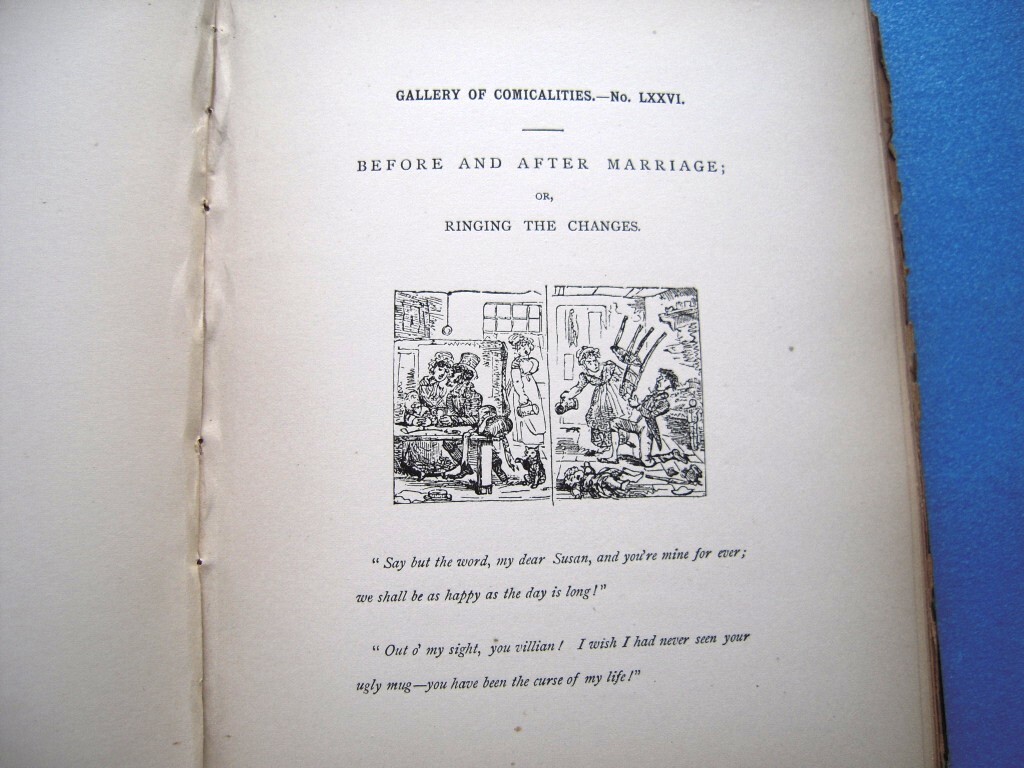 GALLERY OF COMICALITIES.—No. LXXVI.
BEFORE AND AFTER MARRIAGE;
OR,
RINGING THE CHANGES.
“ Say but the word, my dear Susan, and you're mine for ever;
we shall be as happy as the day is long!”
“ Out o' my sight, you villian! I wish I had never seen your
ugly mug—you have been the curse of my life!”